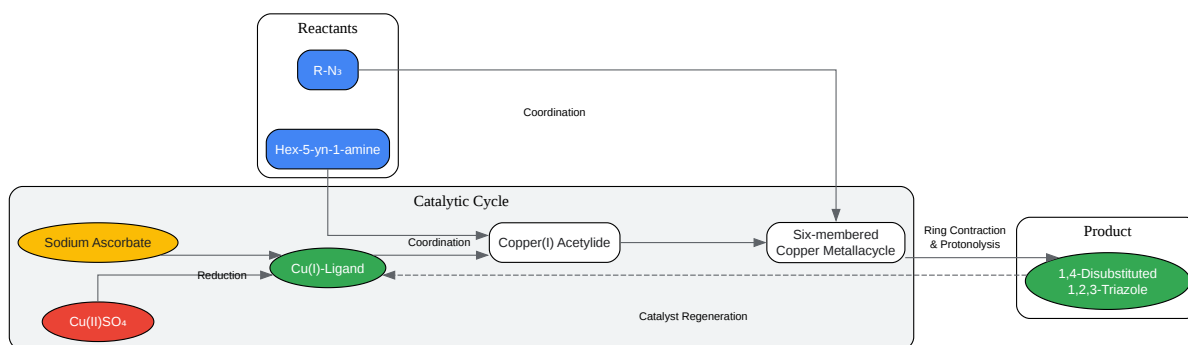 Reactants
R-N₃
Coordination
Hex-5-yn-1-amine
Catalytic Cycle
Sodium Ascorbate
Coordination
Copper(I) Acetylide
Six-membered
Copper Metallacycle
Ring Contraction
& Protonolysis
Product
Reduction
Cu(I)-Ligand
1,4-Disubstituted
1,2,3-Triazole
Cu(II)SO₄
Catalyst Regeneration